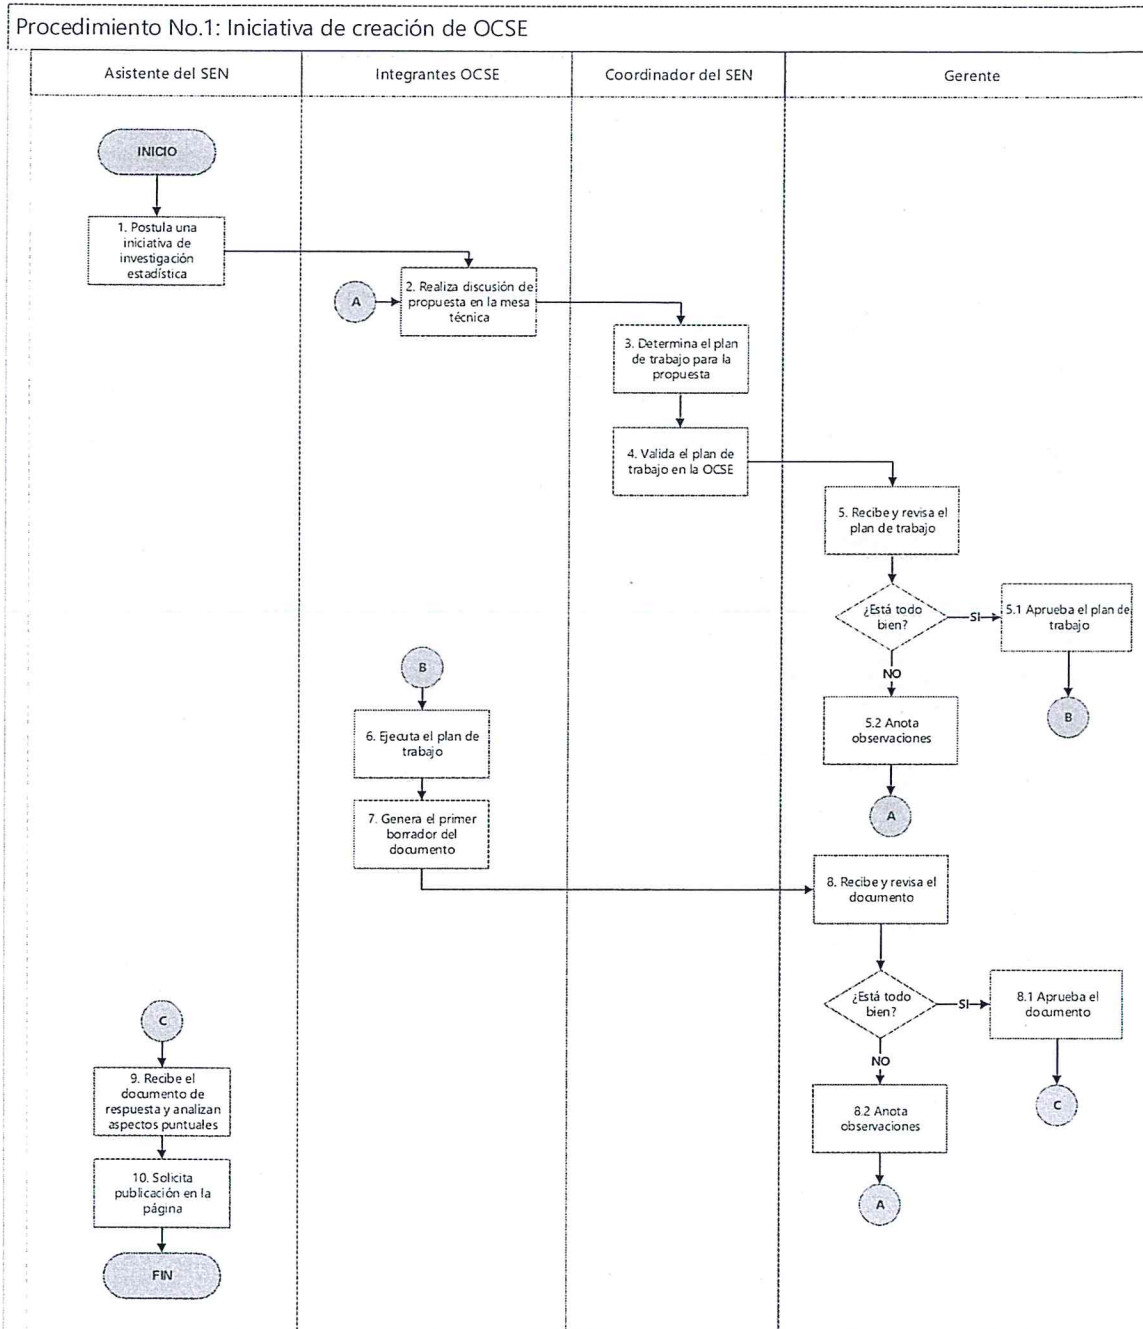 Procedimiento No.1: Iniciativa de creación de OCSE
Asistente del SEN
Integrantes OCSE
Coordinador del SEN
Gerente
INICIO
1. Postula una
iniciativa de
investigación
estadística
A
2. Realiza discusión de
propuesta en la mesa
técnica
3. Determina el plan
de trabajo para la
propuesta
4. Valida el plan de
trabajo en la OCSE
5. Recibe y revisa el
plan de trabajo
¿Está todo
bien?
SI
5.1 Aprueba el plan de
trabajo
NO
B
B
5.2 Anota
observaciones
6. Ejecuta el plan de
trabajo
A
7. Genera el primer
borrador del
documento
8. Recibe y revisa el
documento
¿Está todo
bien?
SI
8.1 Aprueba el
documento
C
NO
9. Recibe el
documento de
respuesta y analizan
aspectos puntuales
8.2 Anota
observaciones
C
10. Solicita
publicación en la
página
A
FIN